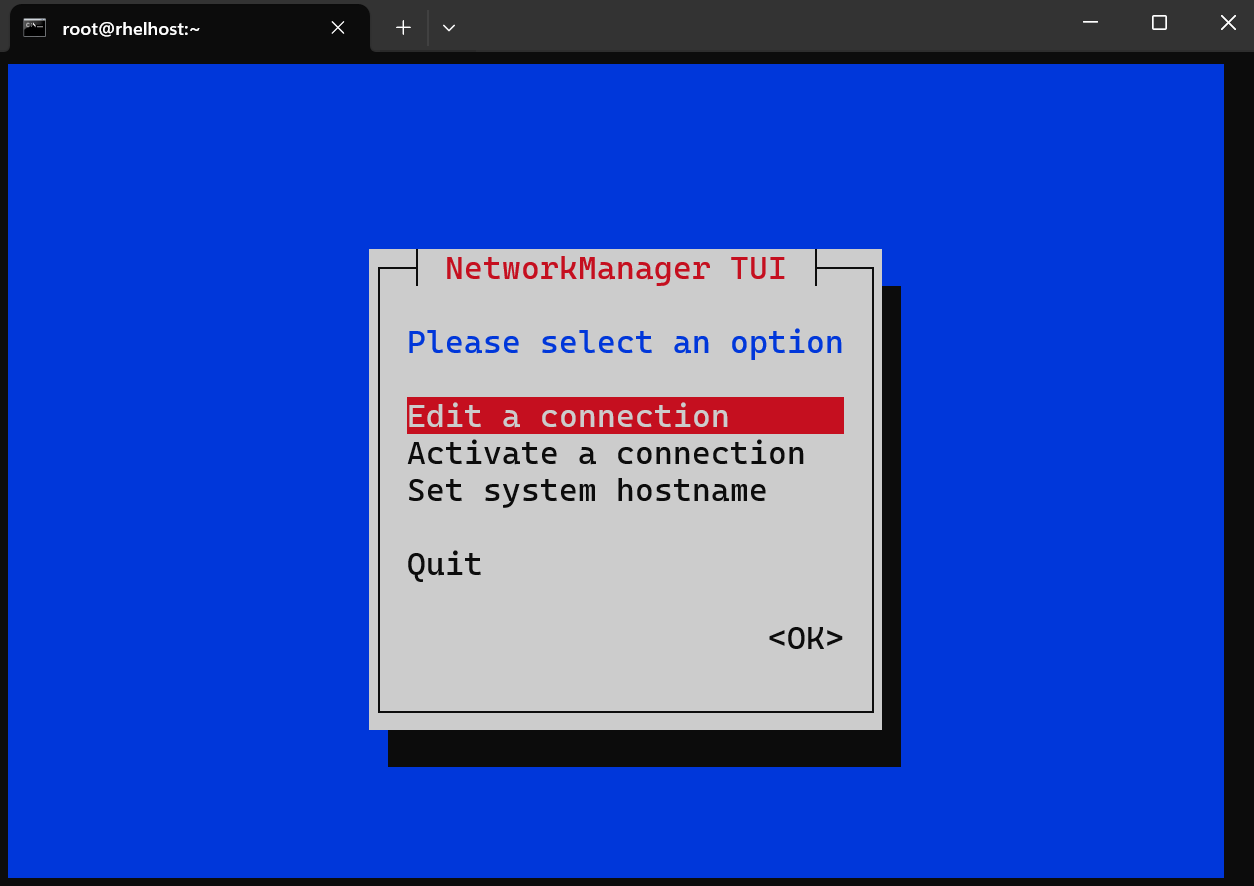 root@rhelhost:~
NetworkManager TUI
Please select an option
Edit a connection
Activate a connection
Set system hostname
Quit
<OK>